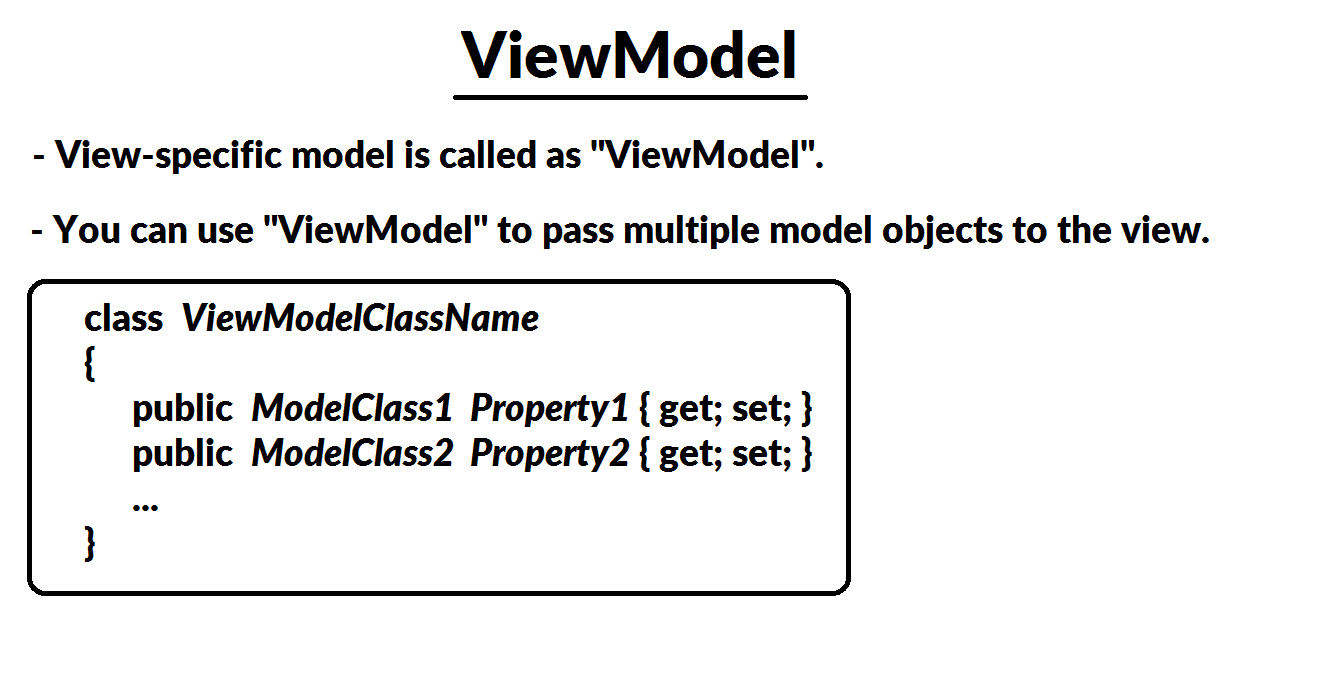 ViewModel
- View-specific model is called as "ViewModel".
- You can use "ViewModel" to pass multiple model objects to the view.
class ViewModelClassName
{
public ModelClass1 Property1 { get; set; }
public ModelClass2 Property2 { get; set; }
...
}